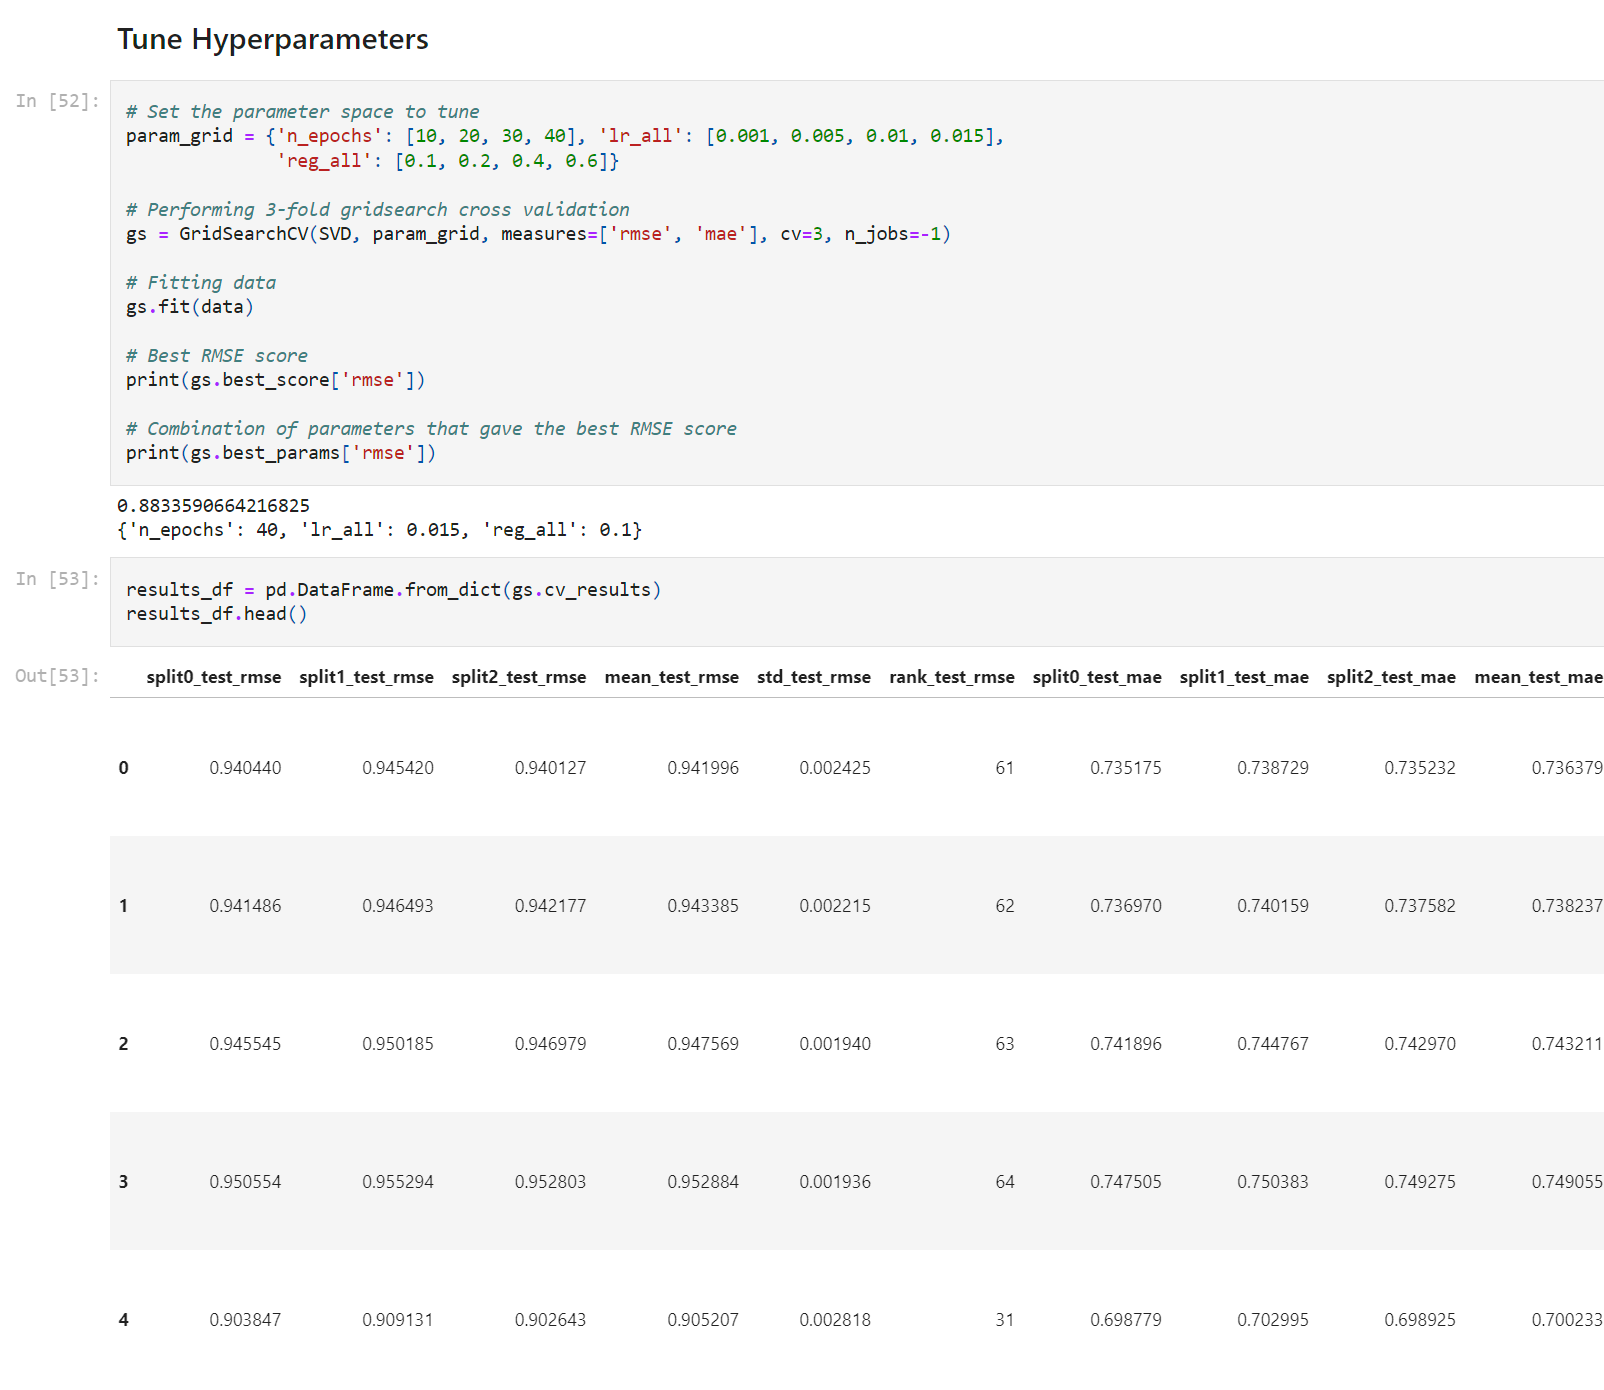 Tune Hyperparameters
In [52]:
# Set the parameter space to tune
param_grid = {'n_epochs': [10, 20, 30, 40], 'lr_all': [0.001, 0.005, 0.01, 0.015],
              'reg_all': [0.1, 0.2, 0.4, 0.6]}
# Performing 3-fold gridsearch cross validation
gs = GridSearchCV(SVD, param_grid, measures=['rmse', 'mae'], cv=3, n_jobs=-1)
# Fitting data
gs.fit(data)
# Best RMSE score
print(gs.best_score['rmse'])
# Combination of parameters that gave the best RMSE score
print(gs.best_params['rmse'])
0.8833590664216825
{'n_epochs': 40, 'lr_all': 0.015, 'reg_all': 0.1}
In [53]:
results_df = pd.DataFrame.from_dict(gs.cv_results)
results_df.head()
Out[53]:
split0_test_rmse split1_test_rmse split2_test_rmse mean_test_rmse std_test_rmse rank_test_rmse split0_test_mae split1_test_mae split2_test_mae mean_test_mae
0 0.940440 0.945420 0.940127 0.941996 0.002425 61 0.735175 0.738729 0.735232 0.736379
1 0.941486 0.946493 0.942177 0.943385 0.002215 62 0.736970 0.740159 0.737582 0.738237
2 0.945545 0.950185 0.946979 0.947569 0.001940 63 0.741896 0.744767 0.742970 0.743211
3 0.950554 0.955294 0.952803 0.952884 0.001936 64 0.747505 0.750383 0.749275 0.749055
4 0.903847 0.909131 0.902643 0.905207 0.002818 31 0.698779 0.702995 0.698925 0.700233